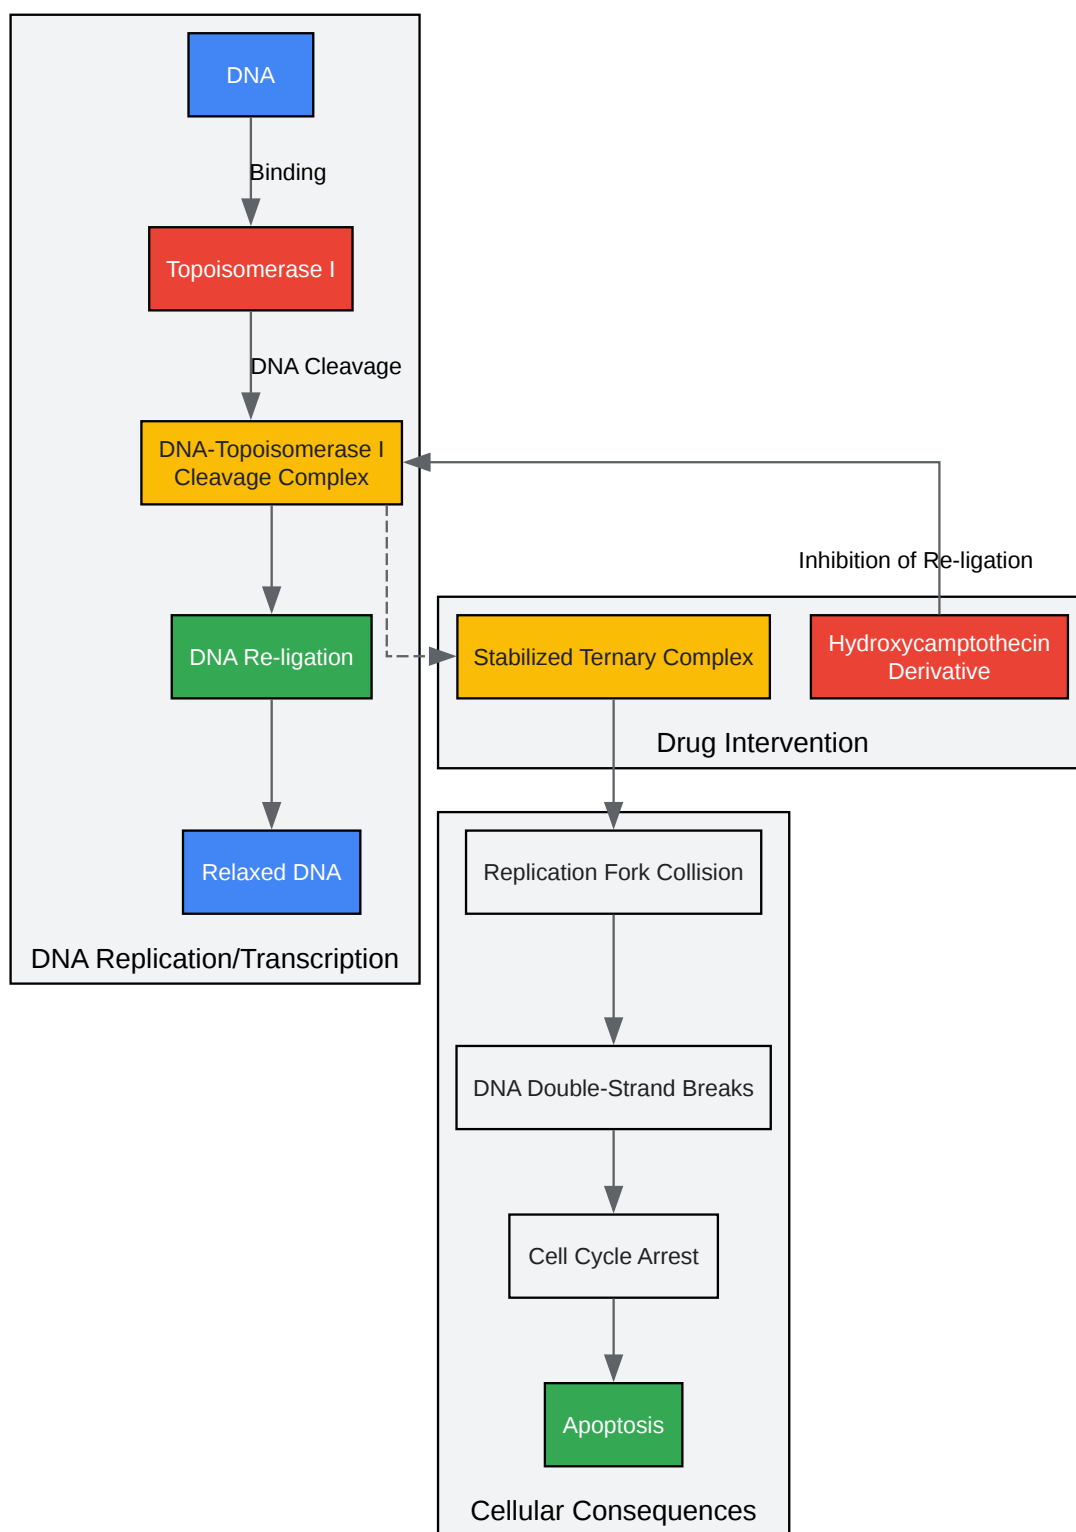 DNA
Binding
Topoisomerase I
DNA Cleavage
DNA-Topoisomerase I
Cleavage Complex
Inhibition of Re-ligation
DNA Re-ligation
Stabilized Ternary Complex
Hydroxycamptothecin
Derivative
Drug Intervention
Relaxed DNA
Replication Fork Collision
DNA Replication/Transcription
DNA Double-Strand Breaks
Cell Cycle Arrest
Apoptosis
Cellular Consequences